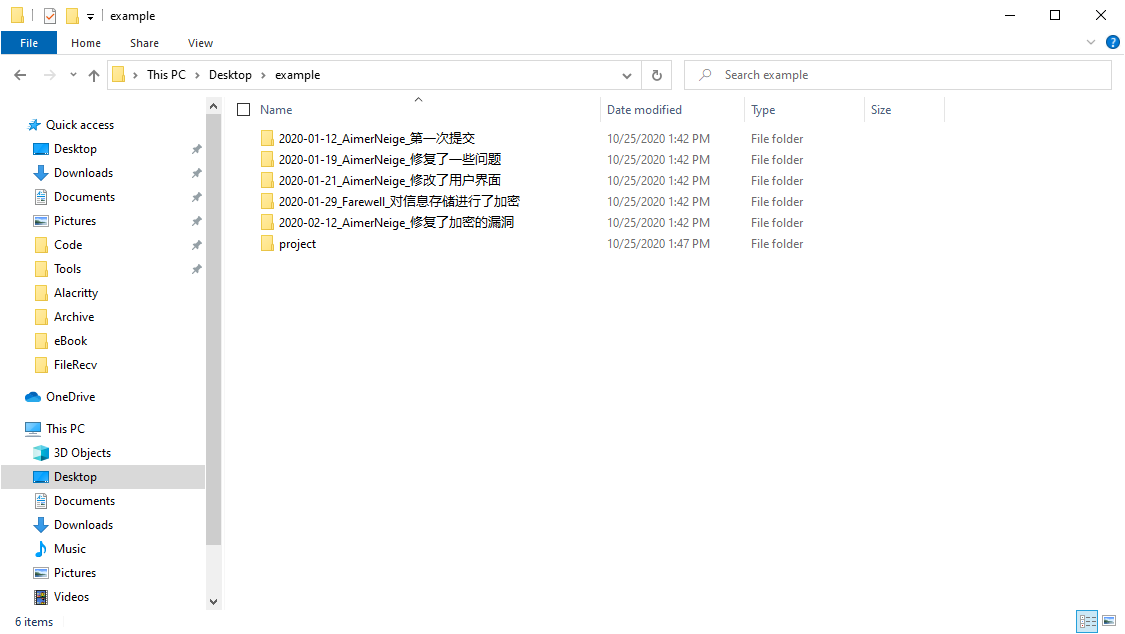 example
File Home Share View
This PC Desktop example Search example
Name Date modified Type Size
Quick access
Desktop
Downloads
Documents
Pictures
Code
Tools
Alacritty
Archive
eBook
FileRecv
OneDrive
This PC
3D Objects
Desktop
Documents
Downloads
Music
Pictures
Videos
2020-01-12_AimerNeige_第一次提交 10/25/2020 1:42 PM File folder
2020-01-19_AimerNeige_修复了一些问题 10/25/2020 1:42 PM File folder
2020-01-21_AimerNeige_修改了用户界面 10/25/2020 1:42 PM File folder
2020-01-29_Farewell_对信息存储进行了加密 10/25/2020 1:42 PM File folder
2020-02-12_AimerNeige_修复了加密的漏洞 10/25/2020 1:42 PM File folder
project 10/25/2020 1:47 PM File folder
6 items